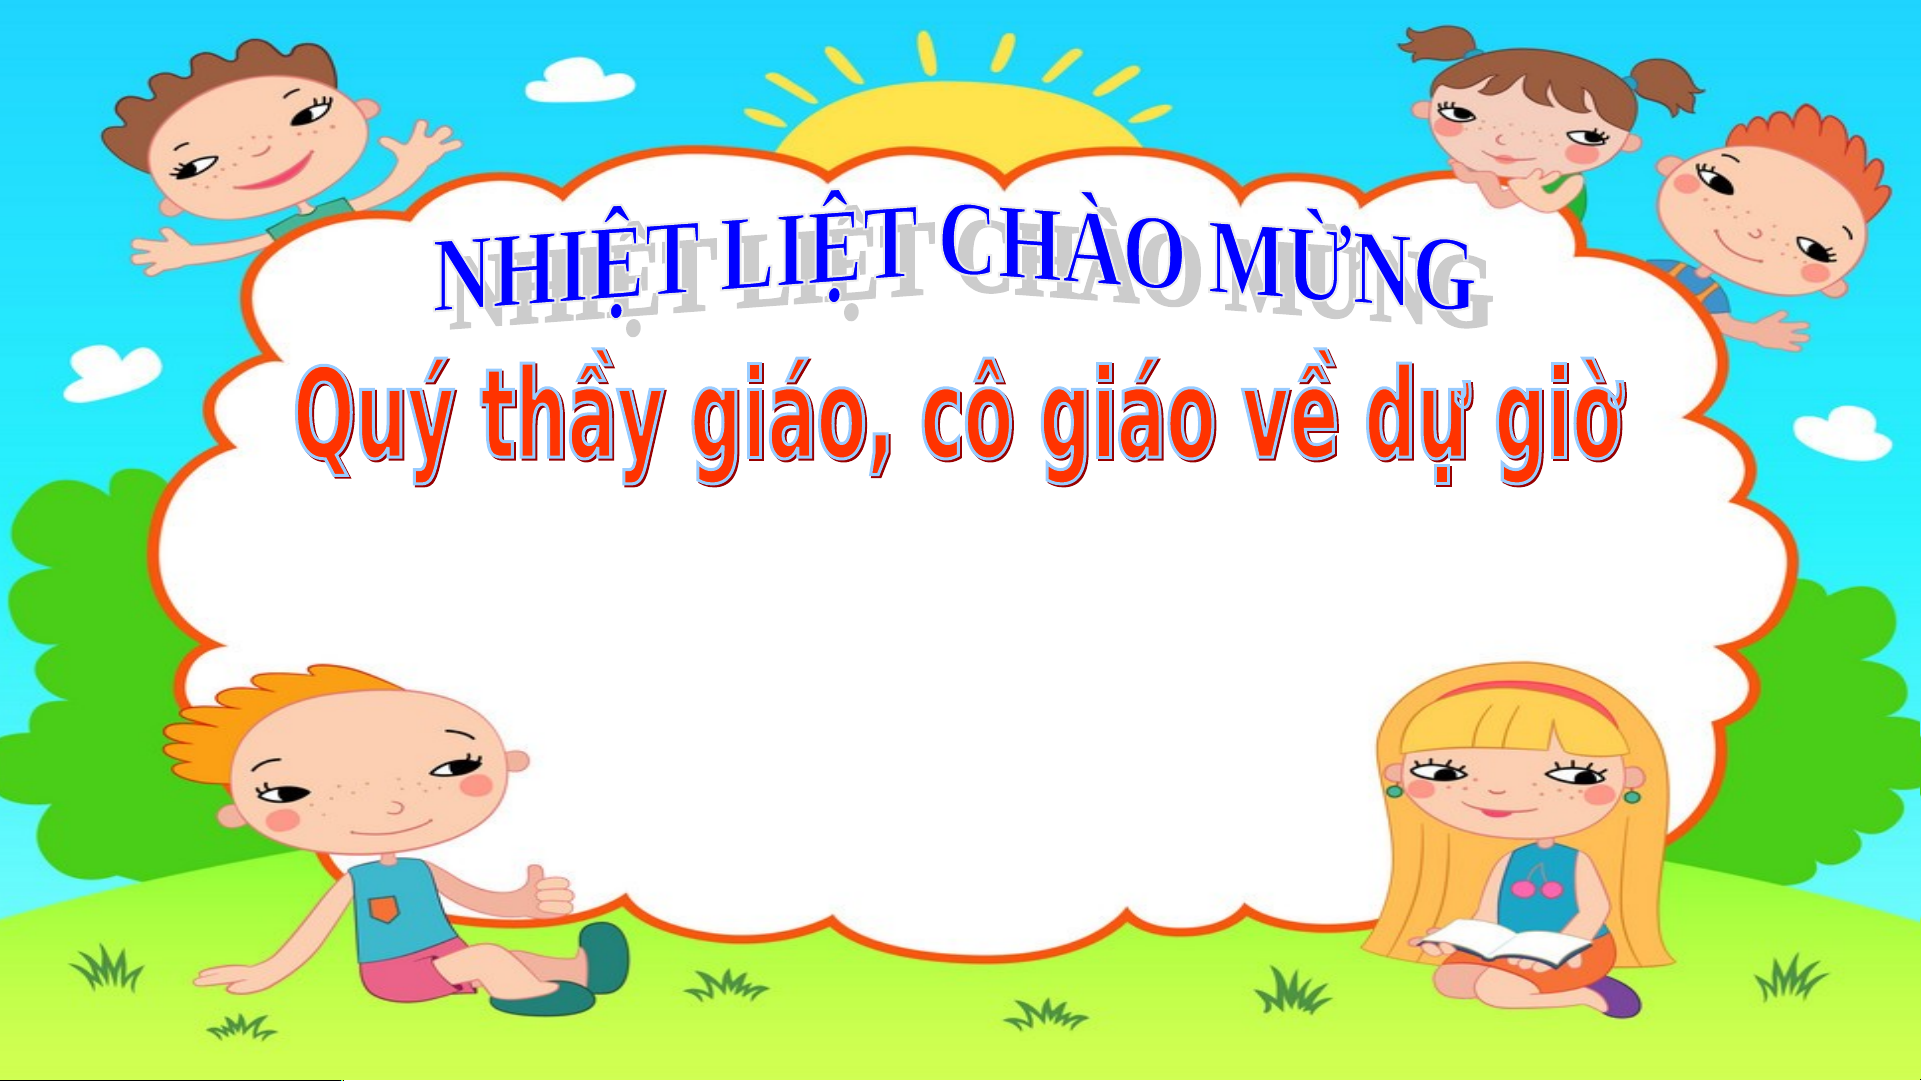 NHIỆT LIỆT CHÀO MỪNG
Quý thầy giáo, cô giáo về dự giờ